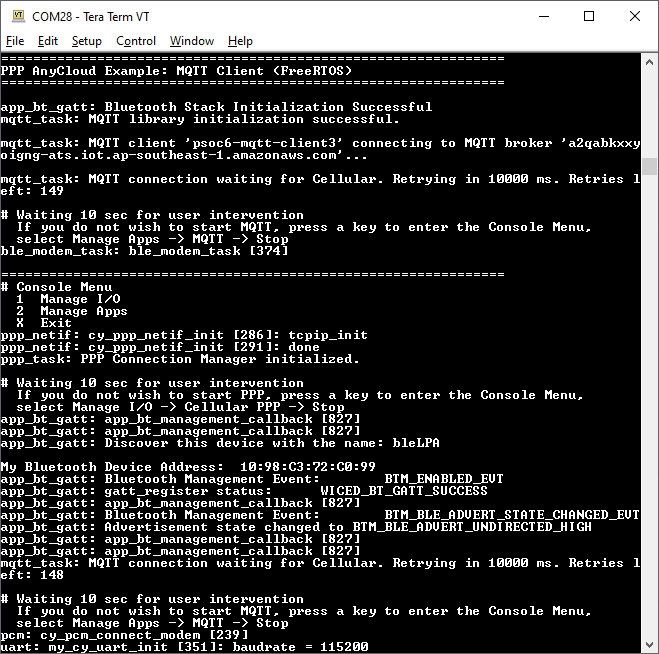 COM28 - Tera Term VT
File Edit Setup Control Window Help
===============================================================
PPP AnyCloud Example: MQTT Client (FreeRTOS)
===============================================================
app_bt_gatt: Bluetooth Stack Initialization Successful
mqtt_task: MQTT library initialization successful.
mqtt_task: MQTT client 'psoc6-mqtt-client3' connecting to MQTT broker 'a2qabkxxy
oigng-ats.iot.ap-southeast-1.amazonaws.com'...
mqtt_task: MQTT connection waiting for Cellular. Retrying in 10000 ms. Retries l
eft: 149
# Waiting 10 sec for user intervention
If you do not wish to start MQTT, press a key to enter the Console Menu,
select Manage Apps -> MQTT -> Stop
ble_modem_task: ble_modem_task [374]
===============================================================
# Console Menu
1 Manage I/O
2 Manage Apps
X Exit
ppp_netif: cy_ppp_netif_init [286]: tcpip_init
ppp_netif: cy_ppp_netif_init [291]: done
ppp_task: PPP Connection Manager initialized.
# Waiting 10 sec for user intervention
If you do not wish to start PPP, press a key to enter the Console Menu,
select Manage I/O -> Cellular PPP -> Stop
app_bt_gatt: app_bt_management_callback [827]
app_bt_gatt: app_bt_management_callback [827]
app_bt_gatt: Discover this device with the name: bleLPA
My Bluetooth Device Address: 10:98:C3:72:C0:99
app_bt_gatt: Bluetooth Management Event: BTM_ENABLED_EVT
app_bt_gatt: gatt_register status: WICED_BT_GATT_SUCCESS
app_bt_gatt: app_bt_management_callback [827]
app_bt_gatt: Bluetooth Management Event: BTM_BLE_ADVERT_STATE_CHANGED_EVT
app_bt_gatt: Advertisement state changed to BTM_BLE_ADVERT_UNDIRECTED_HIGH
app_bt_gatt: app_bt_management_callback [827]
app_bt_gatt: app_bt_management_callback [827]
mqtt_task: MQTT connection waiting for Cellular. Retrying in 10000 ms. Retries l
eft: 148
# Waiting 10 sec for user intervention
If you do not wish to start MQTT, press a key to enter the Console Menu,
select Manage Apps -> MQTT -> Stop
pcm: cy_pcm_connect_modem [239]
uart: my_cy_uart_init [351]: baudrate = 115200